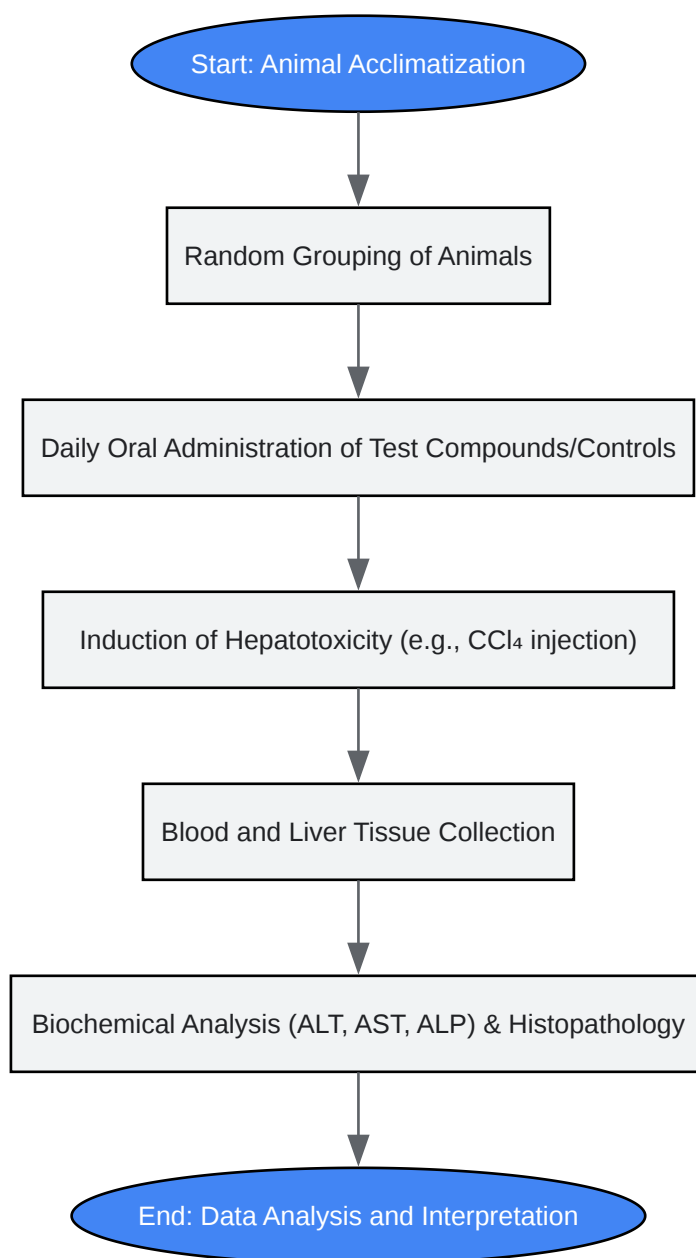 Start: Animal Acclimatization
Random Grouping of Animals
Daily Oral Administration of Test Compounds/Controls
Induction of Hepatotoxicity (e.g., CCl₄ injection)
Blood and Liver Tissue Collection
Biochemical Analysis (ALT, AST, ALP) & Histopathology
End: Data Analysis and Interpretation